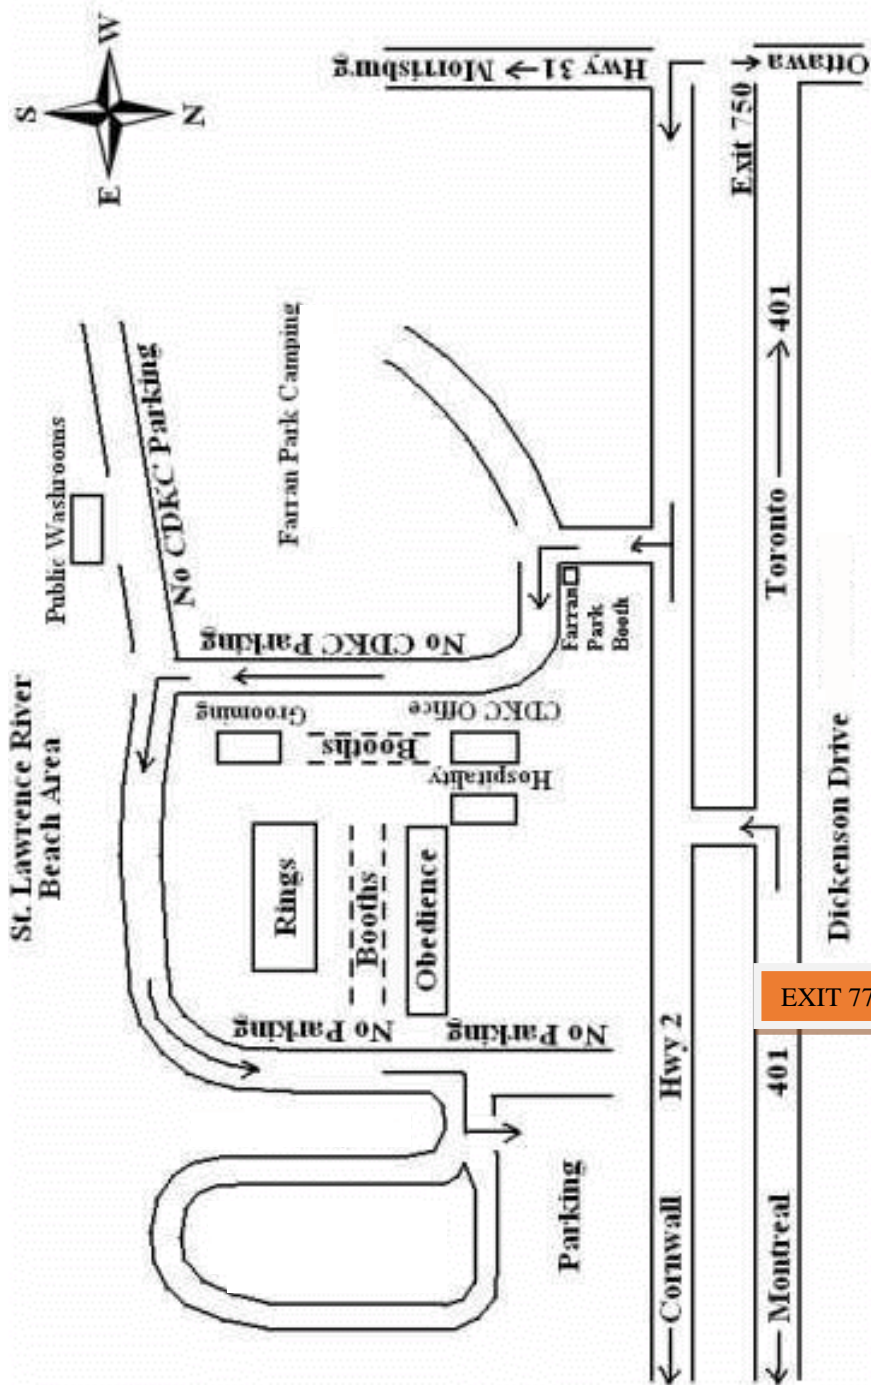 S
W
E
N
Morrisburg <-- Hwy 31
Ottawa
Exit 750
Public Washrooms
No CDKC Parking
Farran Park Camping
Toronto → 401
St. Lawrence River
Beach Area
No CDKC Parking
Farran
Park
Booth
Grooming
Booths
CDKC Office
Hospitality
Rings
Booths
Obedience
Dickenson Drive
EXIT 77
No Parking
No Parking
Hwy 2
401
Parking
Cornwall
Montreal